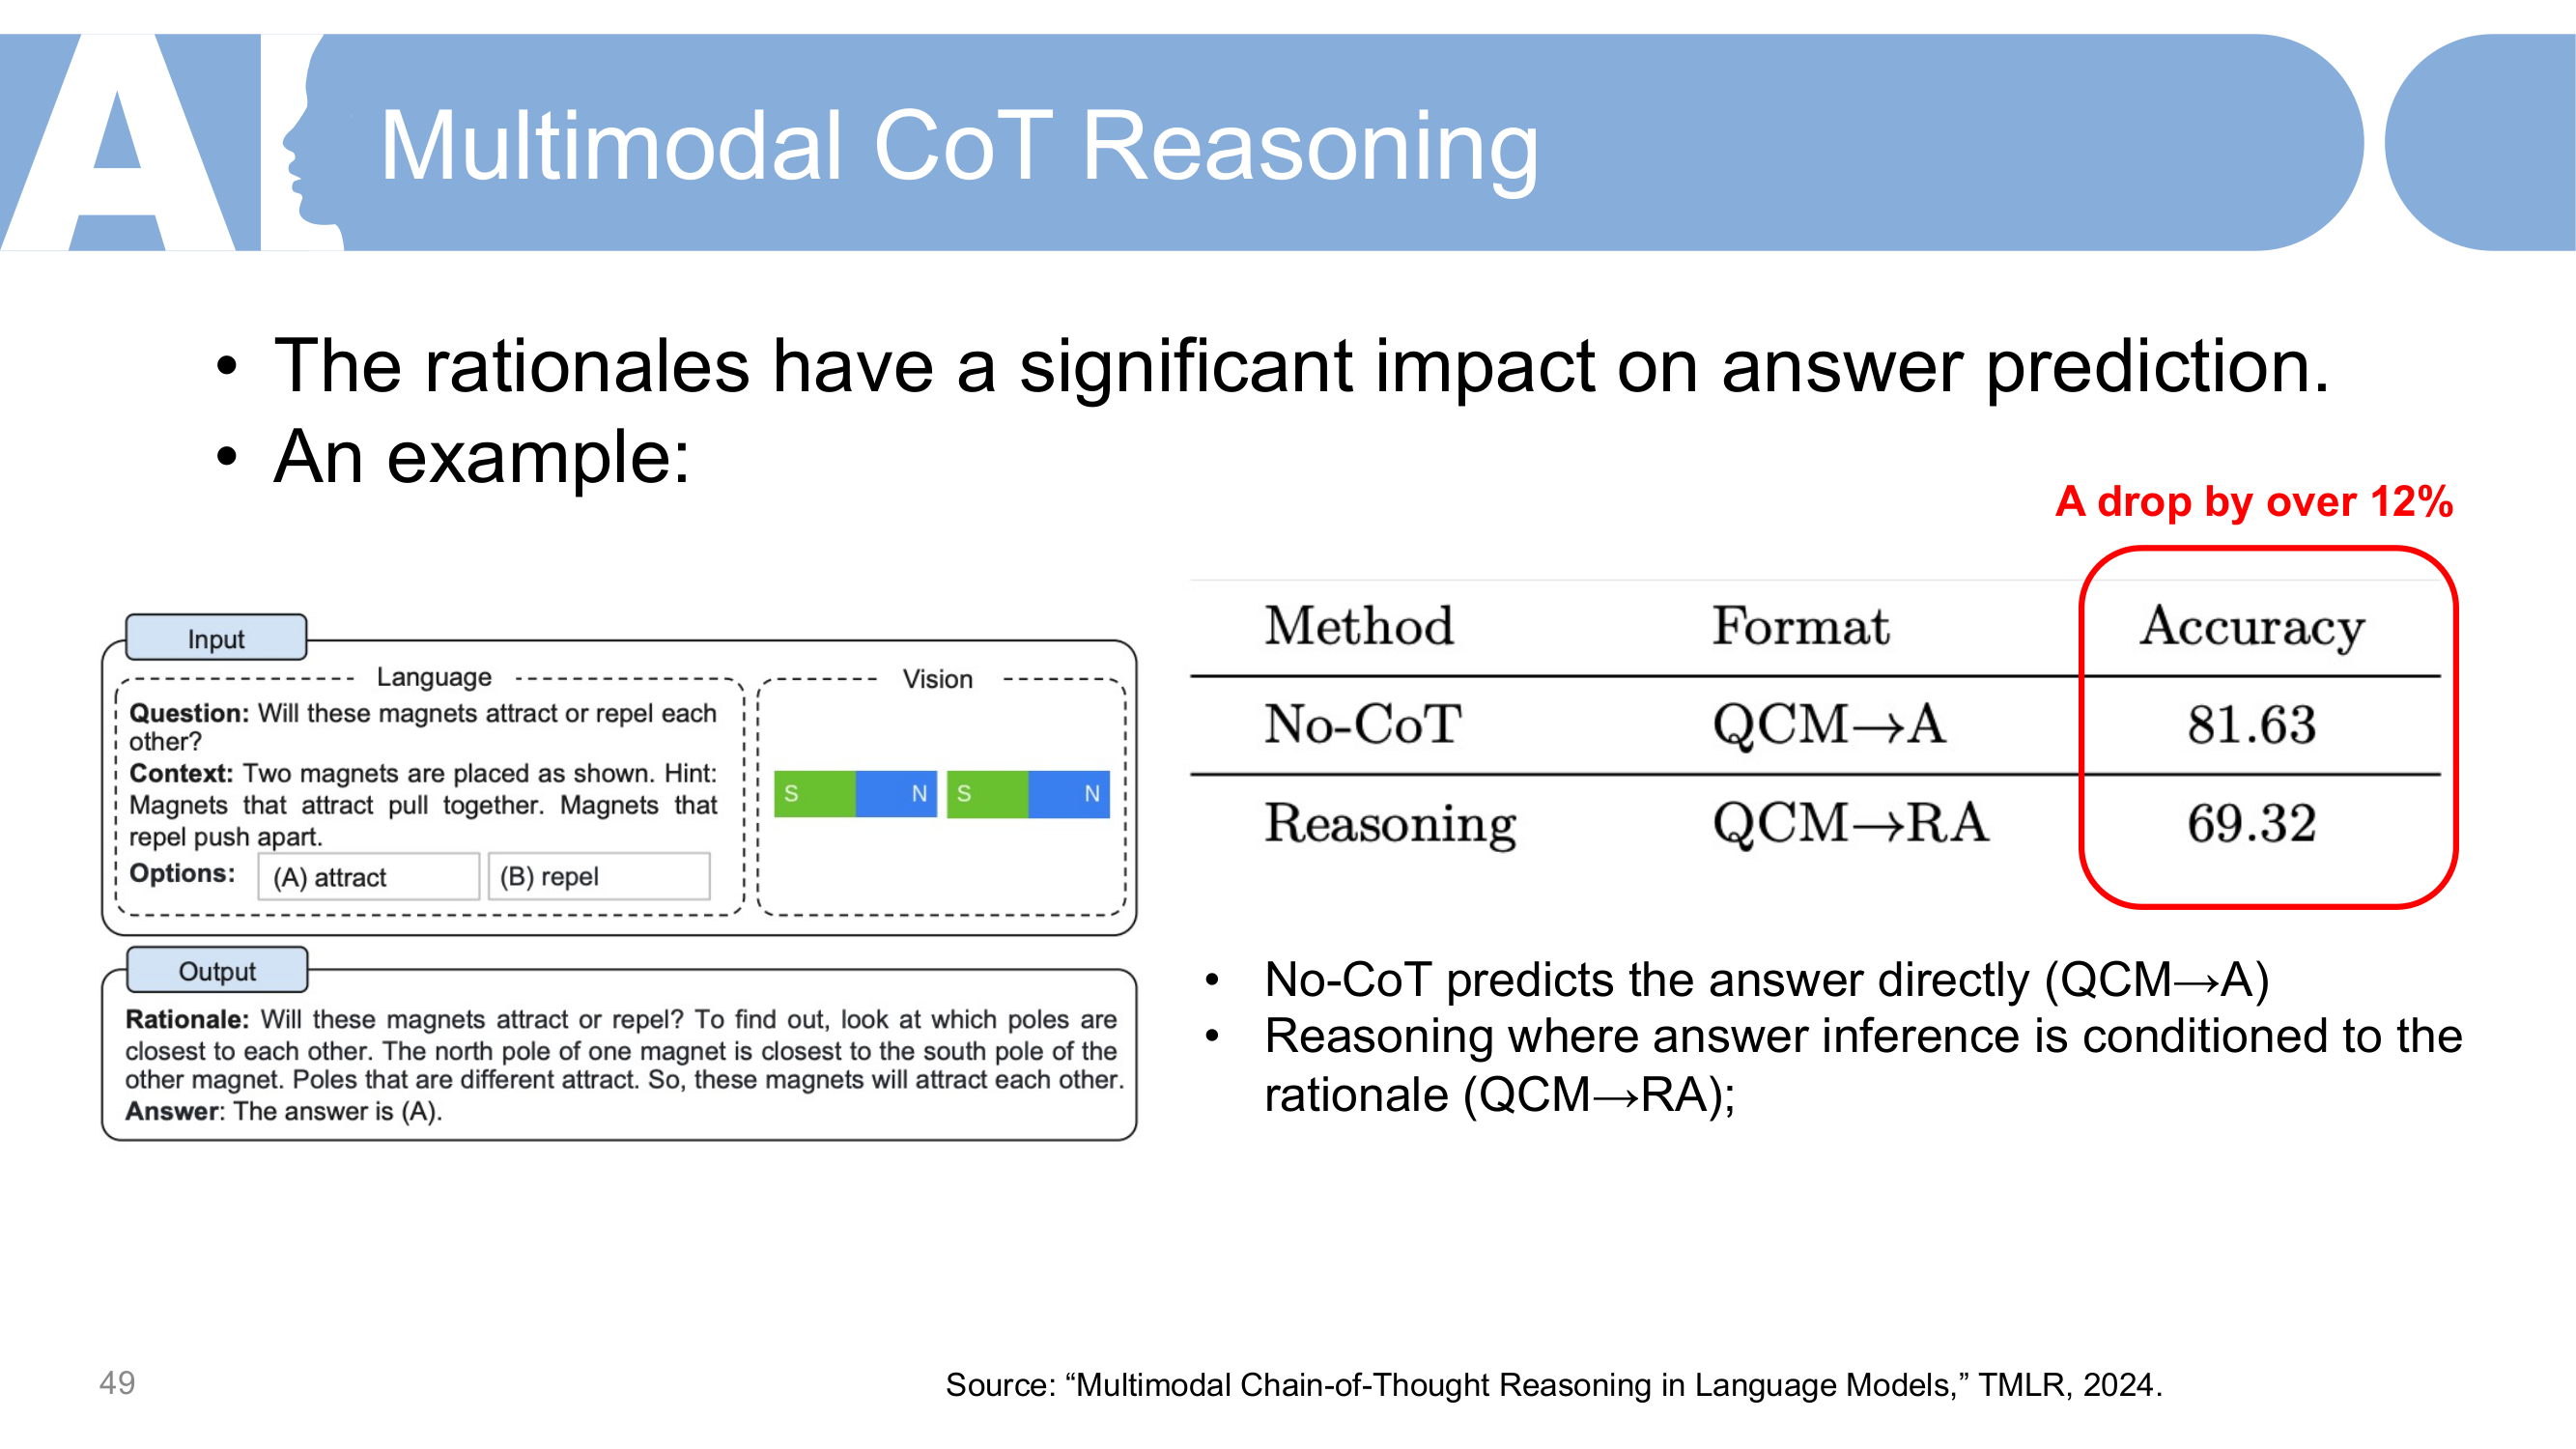 AI
Multimodal CoT Reasoning
• The rationales have a significant impact on answer prediction.
• An example:
A drop by over 12%
Input
Language
Question: Will these magnets attract or repel each
other?
Context: Two magnets are placed as shown. Hint:
Magnets that attract pull together. Magnets that
repel push apart.
Options: (A) attract (B) repel
Vision
S N S N
Output
Rationale: Will these magnets attract or repel? To find out, look at which poles are
closest to each other. The north pole of one magnet is closest to the south pole of the
other magnet. Poles that are different attract. So, these magnets will attract each other.
Answer: The answer is (A).
Method Format Accuracy
No-CoT QCM→A 81.63
Reasoning QCM→RA 69.32
• No-CoT predicts the answer directly (QCM→A)
• Reasoning where answer inference is conditioned to the
rationale (QCM→RA);
49
Source: “Multimodal Chain-of-Thought Reasoning in Language Models,” TMLR, 2024.